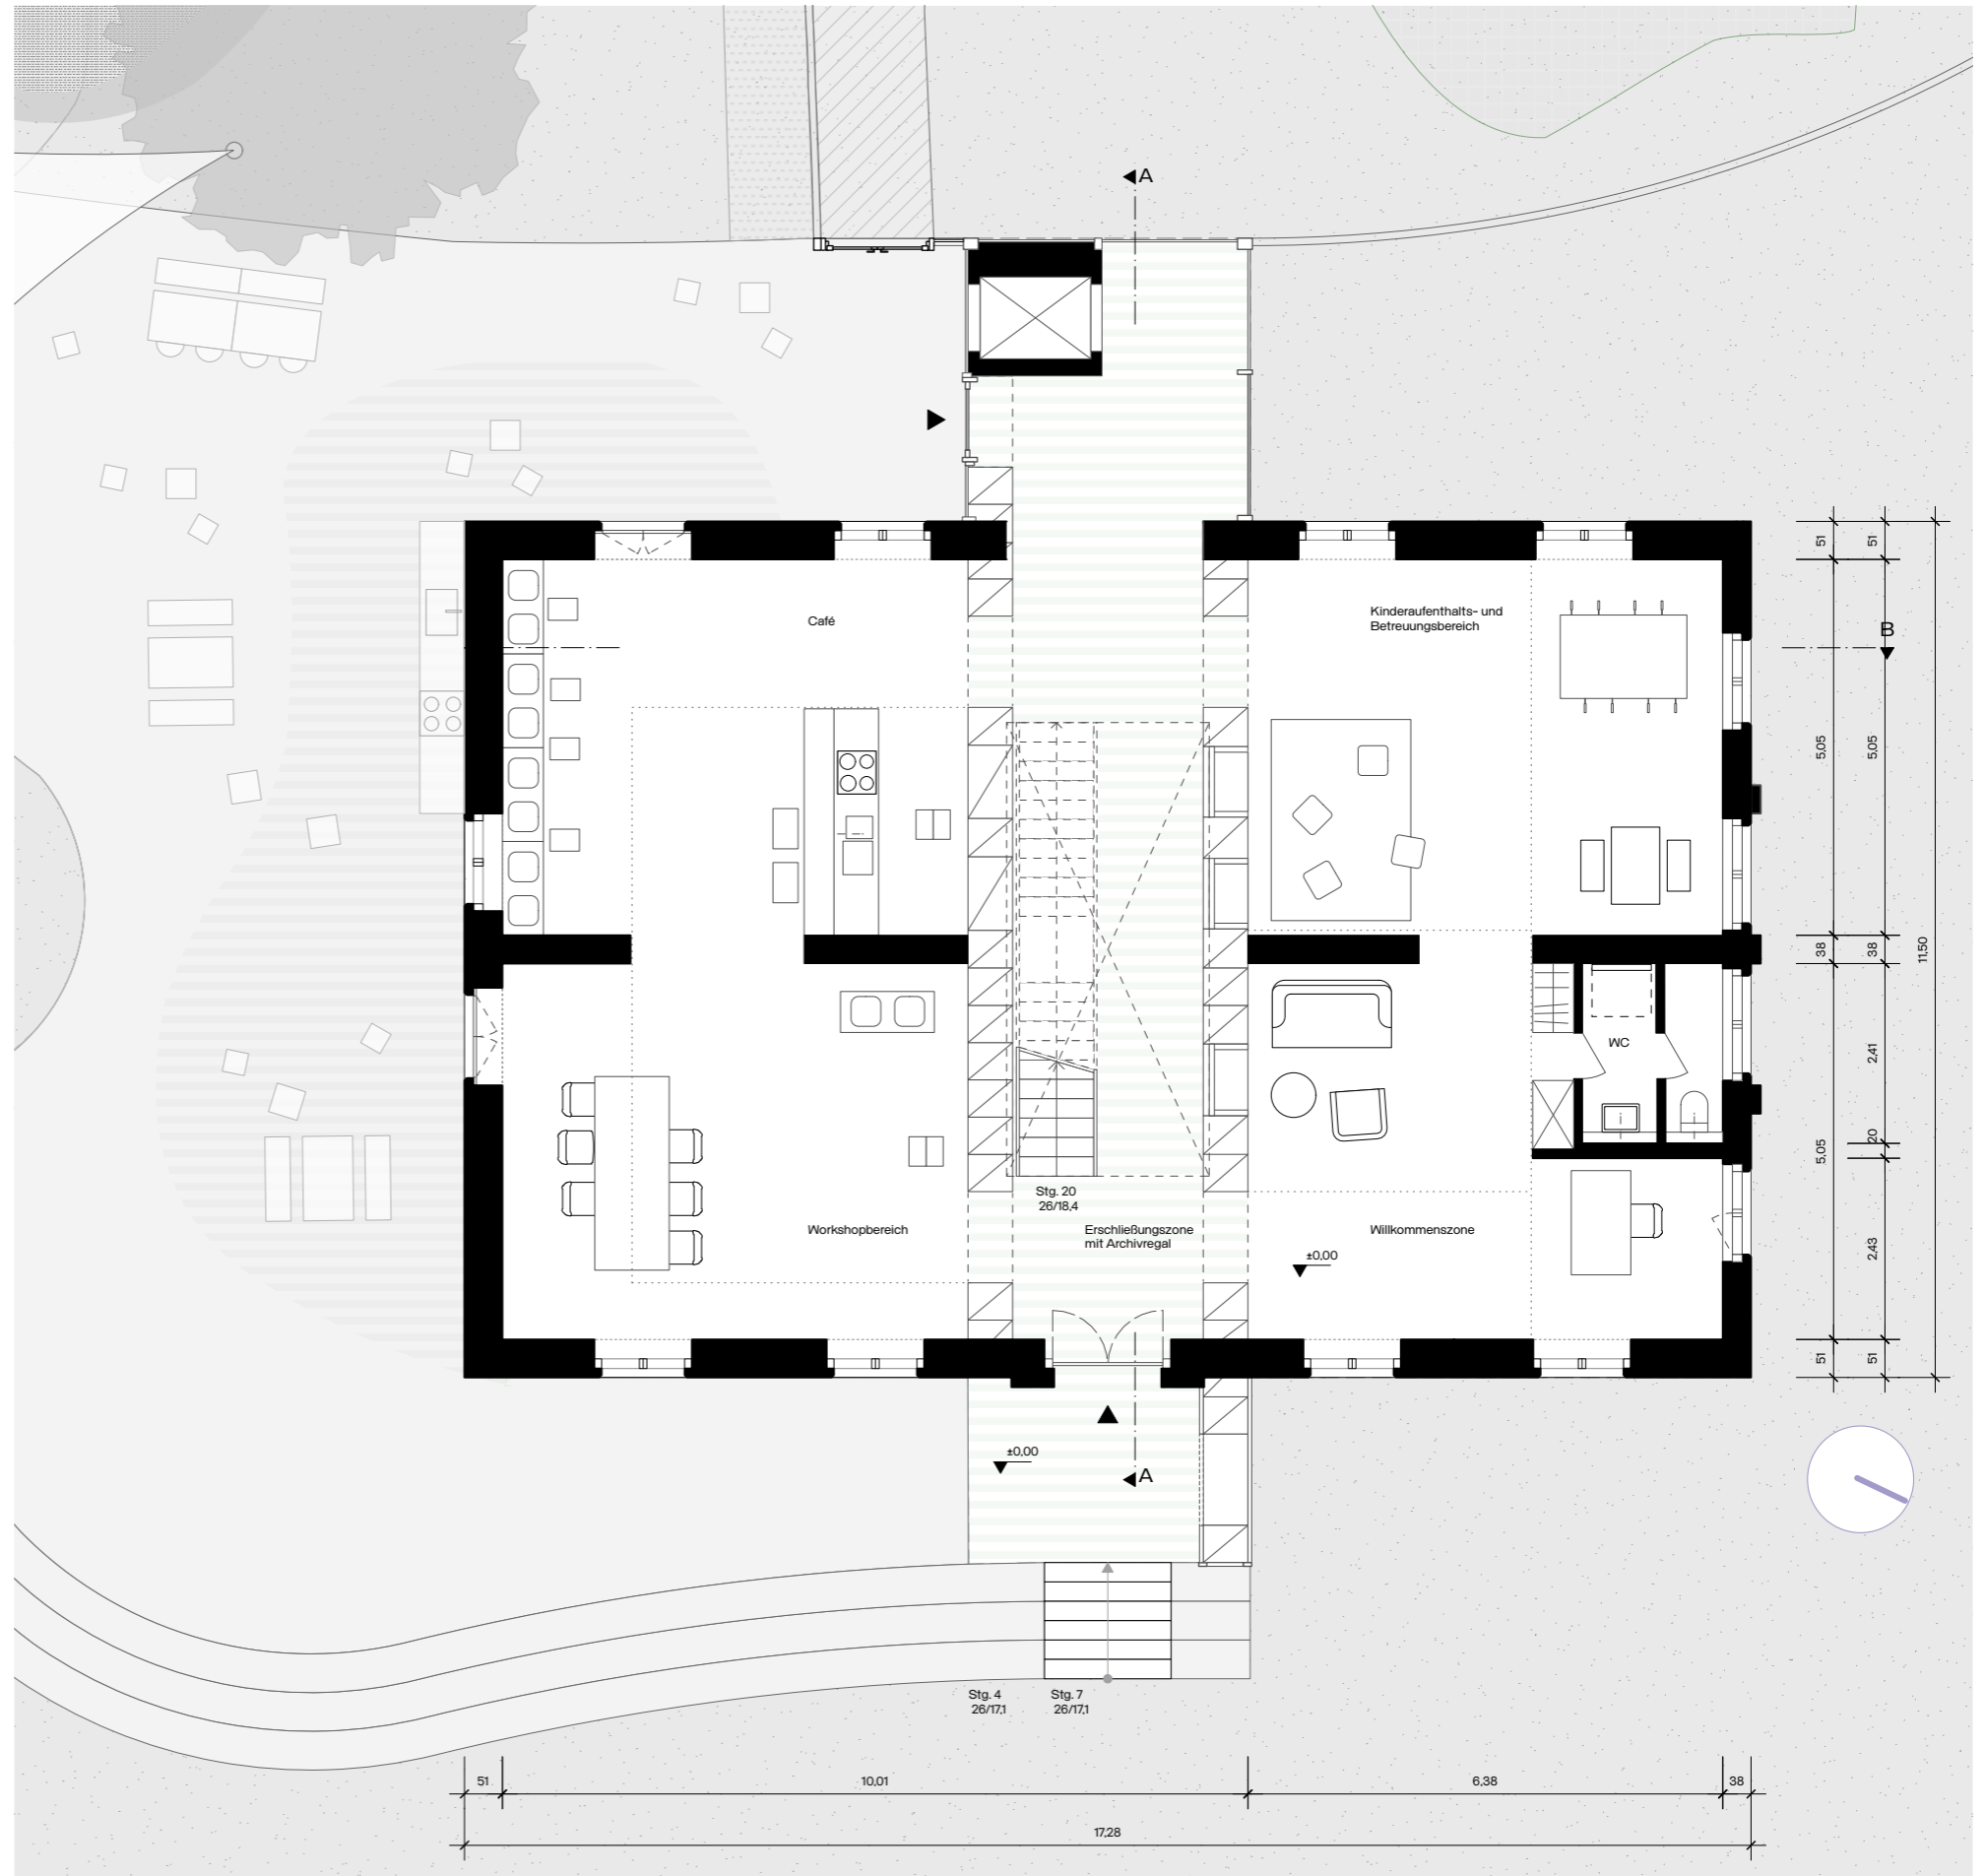 A
Café
Kinderaufenthalts- und
Betreuungsbereich
B
51
51
5,05
5,05
38
38
11,50
WC
2,41
20
5,05
2,43
51
51
Stg. 20
26/18,4
Workshopbereich
Erschließungszone
mit Archivregal
Willkommenszone
±0,00
±0,00
A
Stg. 4
26/17,1
Stg. 7
26/17,1
51
10,01
6,38
38
17,28